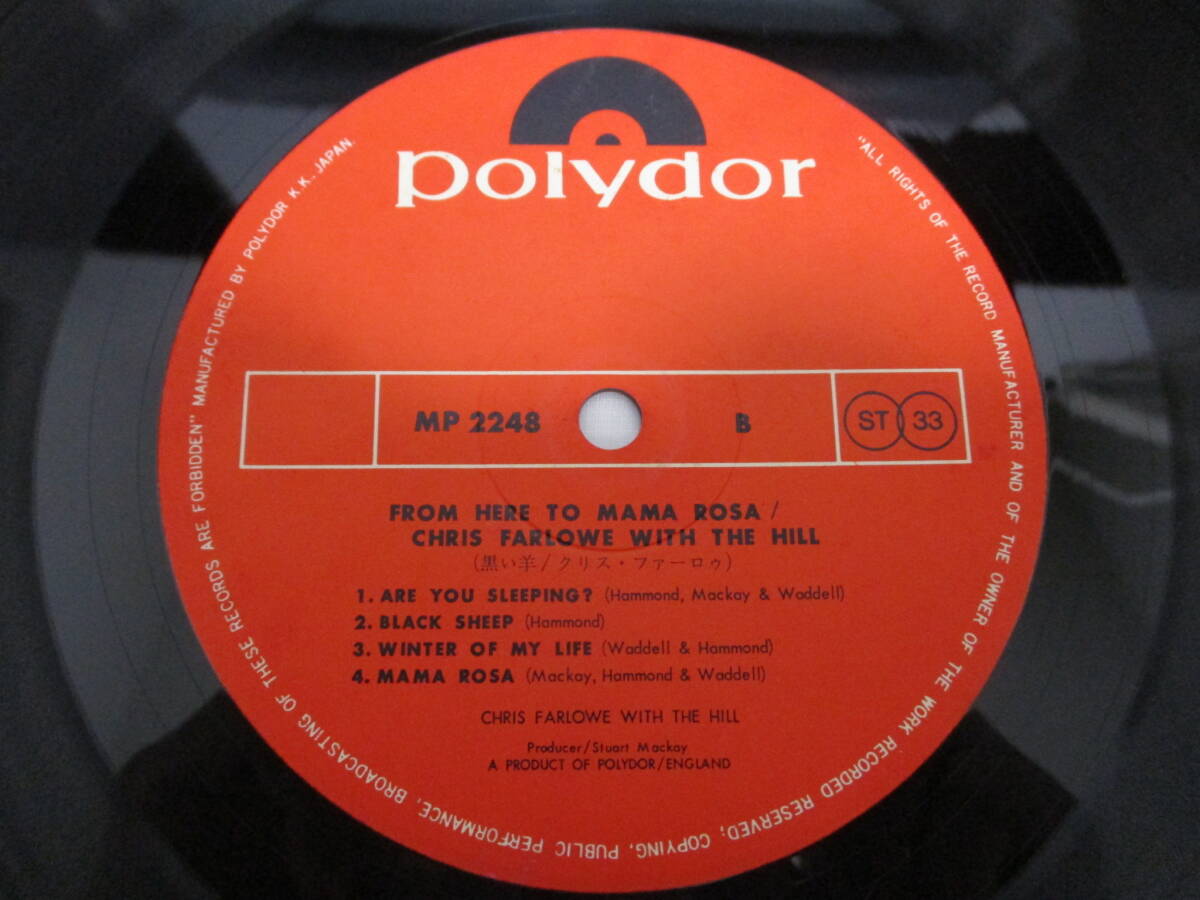 polydor
"ALL RIGHTS OF THE RECORD MANUFACTURER AND OF THE OWNER OF THE WORK RECORDED RESERVED; COPYING, PUBLIC PERFORMANCE, BROADCASTING OF THESE RECORDS ARE FORBIDDEN" MANUFACTURED BY POLYDOR K.K., JAPAN.
MP 2248 B ST 33
FROM HERE TO MAMA ROSA /
CHRIS FARLOWE WITH THE HILL
(黒い羊/クリス・ファーロウ)
1. ARE YOU SLEEPING? (Hammond, Mackay & Waddell)
2. BLACK SHEEP (Hammond)
3. WINTER OF MY LIFE (Waddell & Hammond)
4. MAMA ROSA (Mackay, Hammond & Waddell)
CHRIS FARLOWE WITH THE HILL
Producer/Stuart Mackay
A PRODUCT OF POLYDOR/ENGLAND